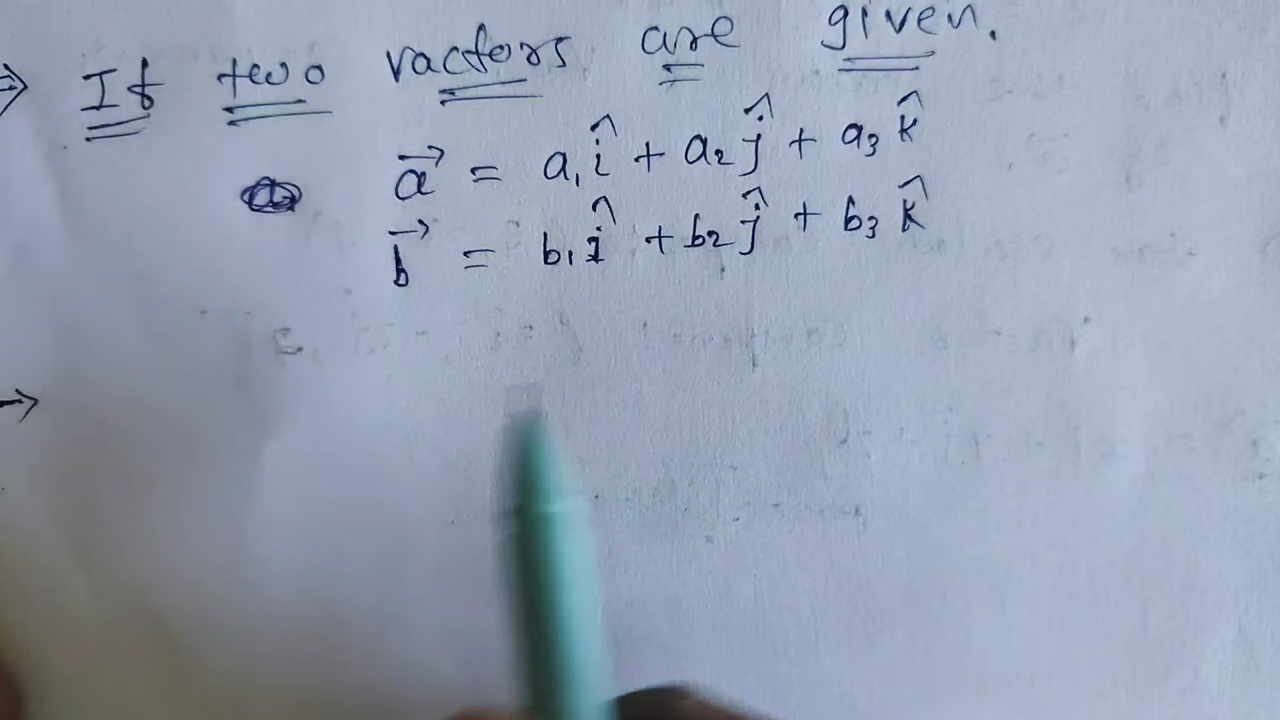 ⇒ If two vactors are given.
→a = a₁î + a₂ĵ + a₃k̂
→b = b₁î + b₂ĵ + b₃k̂
→